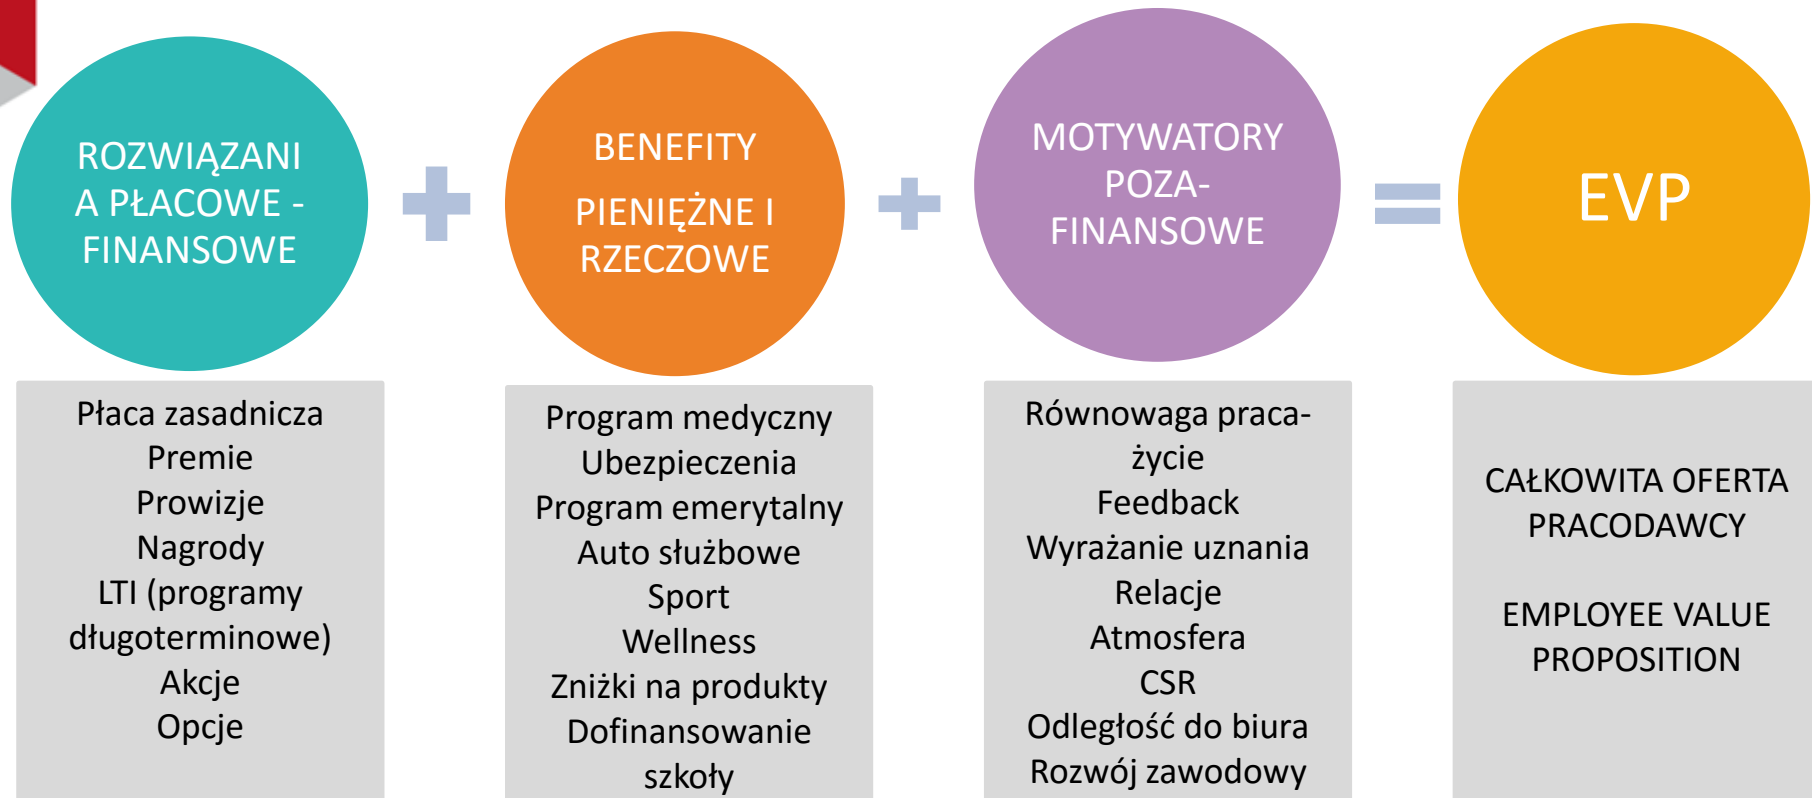 ROZWIĄZANI
A PŁACOWE -
FINANSOWE
BENEFITY
PIENIĘŻNE I
RZECZOWE
MOTYWATORY
POZA-
FINANSOWE
EVP
Płaca zasadnicza
Premie
Prowizje
Nagrody
LTI (programy
długoterminowe)
Akcje
Opcje
Program medyczny
Ubezpieczenia
Program emerytalny
Auto służbowe
Sport
Wellness
Zniżki na produkty
Dofinansowanie
szkoły
Równowaga praca-
życie
Feedback
Wyrażanie uznania
Relacje
Atmosfera
CSR
Odległość do biura
Rozwój zawodowy
CAŁKOWITA OFERTA
PRACODAWCY
EMPLOYEE VALUE
PROPOSITION